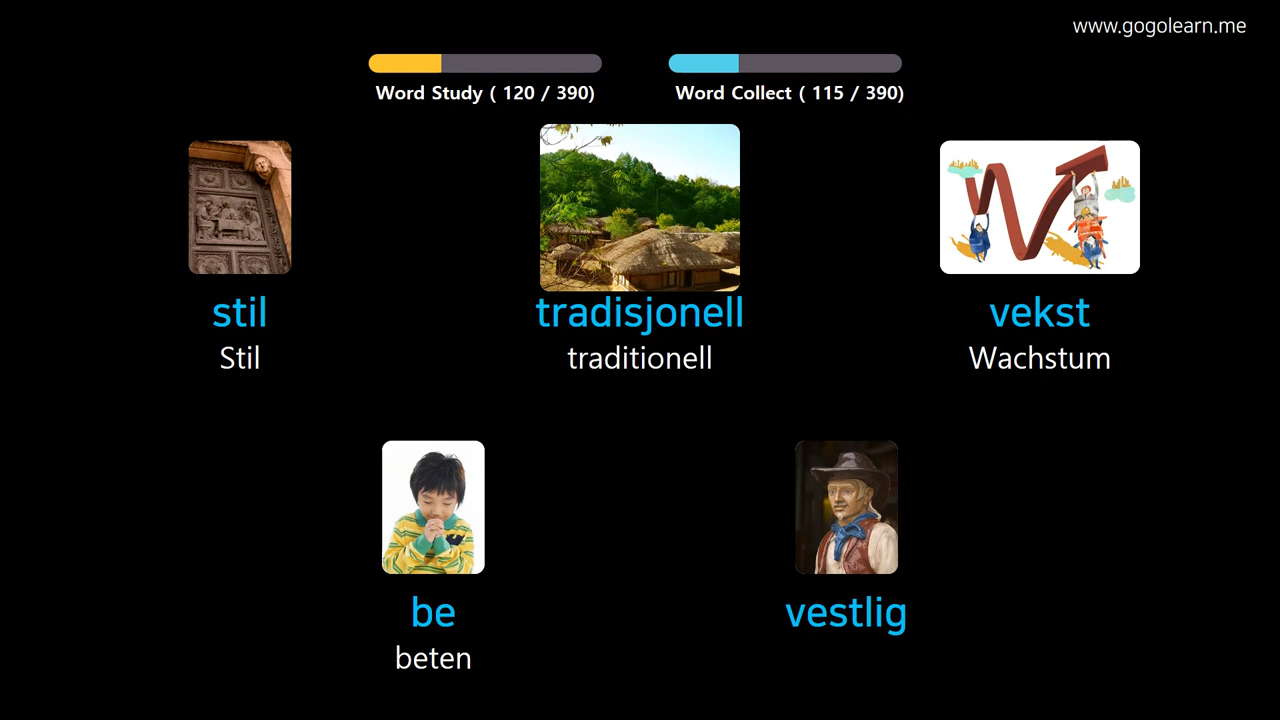 www.gogolearn.me
Word Study ( 120 / 390)
Word Collect ( 115 / 390)
stil
Stil
tradisjonell
traditionell
vekst
Wachstum
be
beten
vestlig